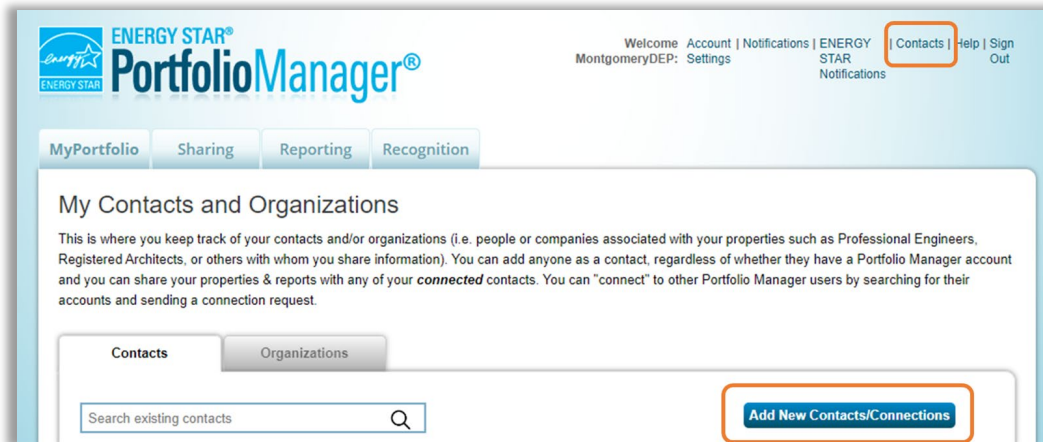 energy
ENERGY STAR
ENERGY STAR®
PortfolioManager®
Welcome MontgomeryDEP:
Account Settings | Notifications | ENERGY STAR Notifications | Contacts | Help | Sign Out
MyPortfolio
Sharing
Reporting
Recognition
My Contacts and Organizations
This is where you keep track of your contacts and/or organizations (i.e. people or companies associated with your properties such as Professional Engineers,
Registered Architects, or others with whom you share information). You can add anyone as a contact, regardless of whether they have a Portfolio Manager account
and you can share your properties & reports with any of your connected contacts. You can "connect" to other Portfolio Manager users by searching for their
accounts and sending a connection request.
Contacts
Organizations
Search existing contacts
Add New Contacts/Connections